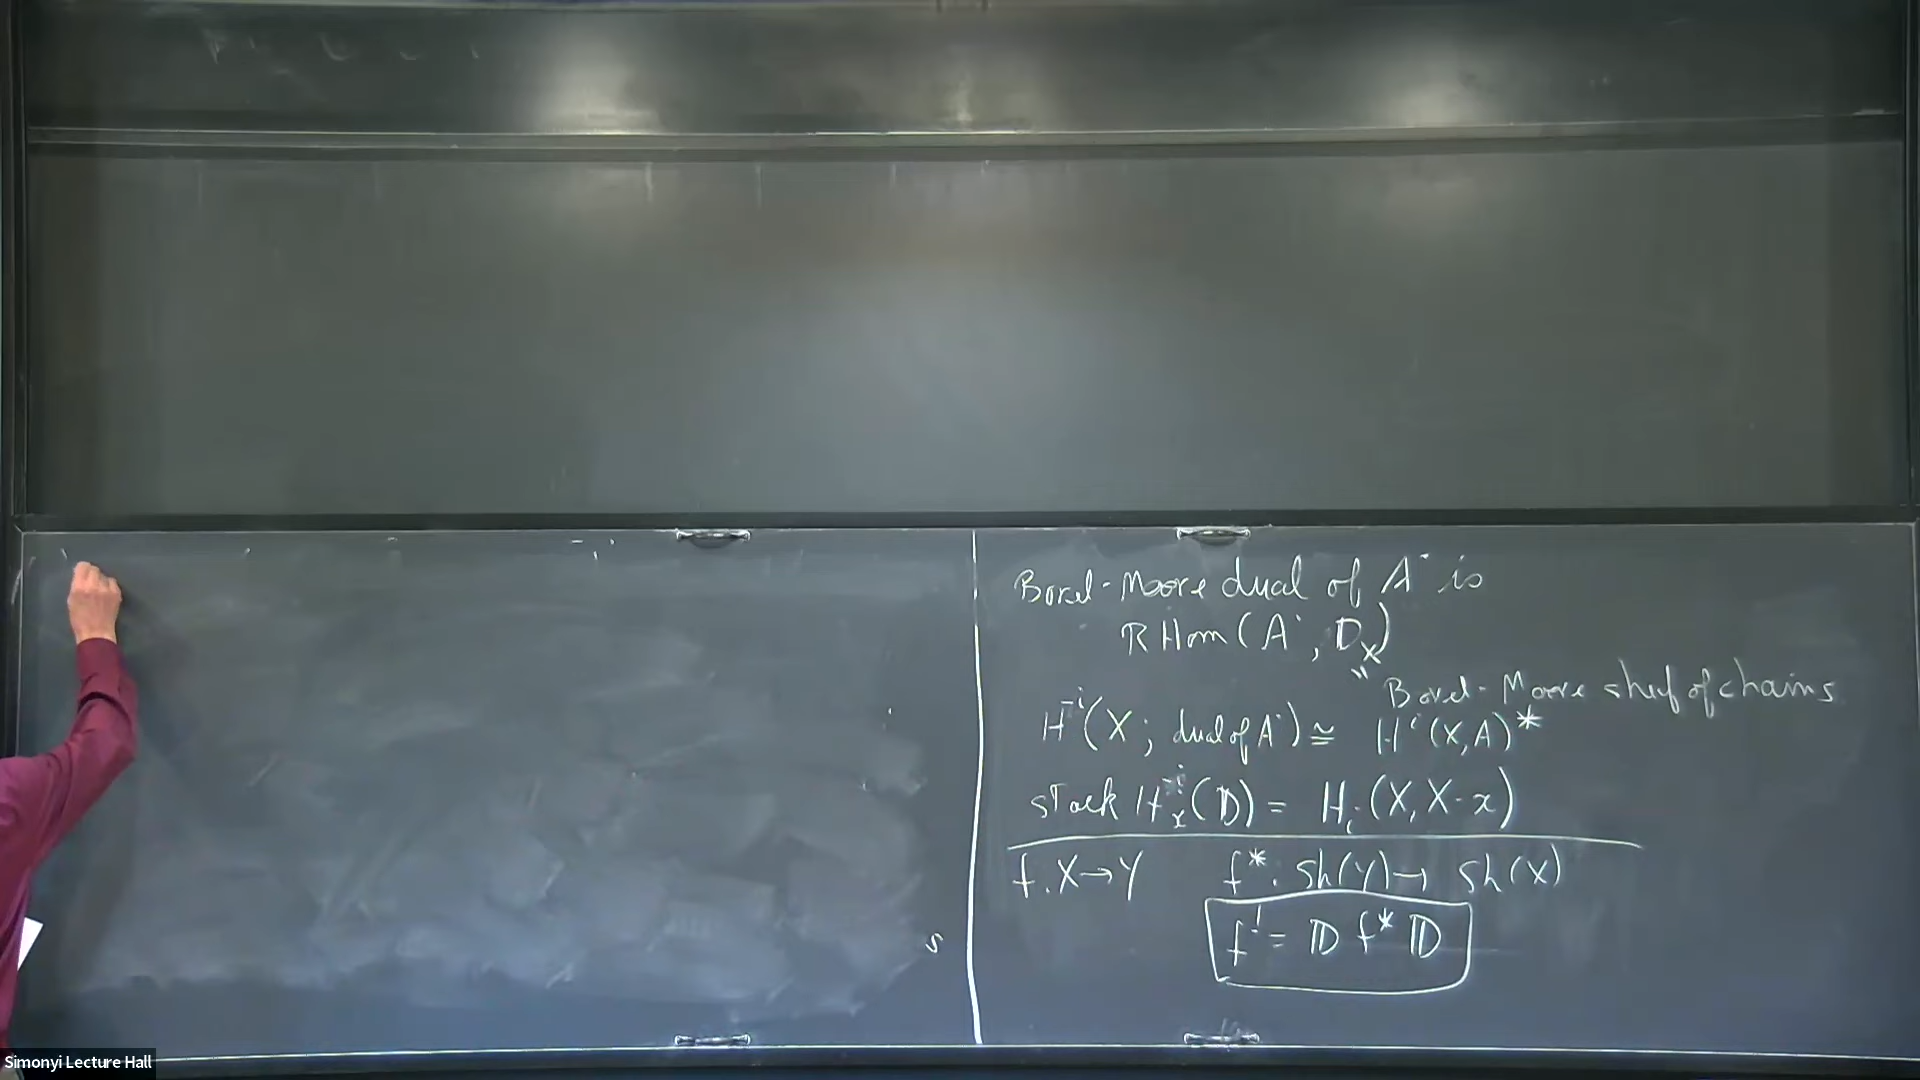 Borel-Moore dual of A˙ is
RHom(A˙, D_X)
" Borel-Moore sheaf of chains
H^{-i}(X; dual of A˙) ≅ H^i(X, A)*
stalk H_x^{-i}(D) = H_i(X, X-x)
f: X→Y f*: Sh(Y)→ Sh(X)
f^! = 𝔻 f* 𝔻
s
Simonyi Lecture Hall